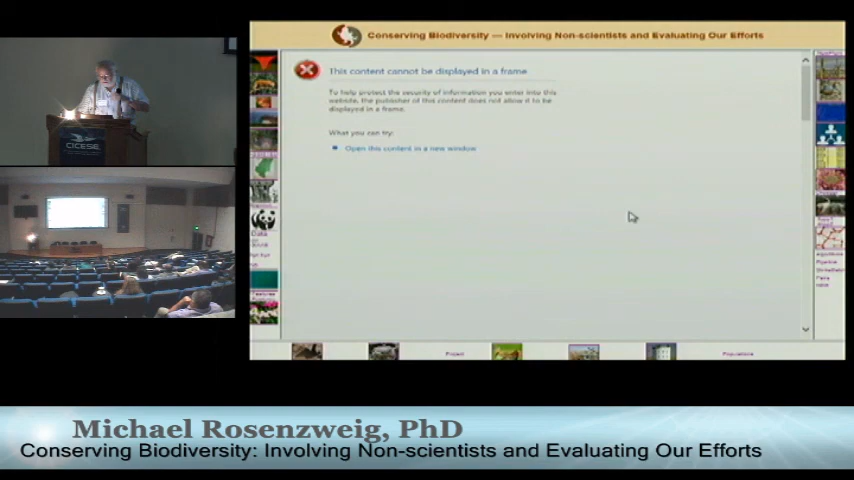 Conserving Biodiversity — Involving Non-scientists and Evaluating Our Efforts
This content cannot be displayed in a frame
To help protect the security of information you enter into this
website, the publisher of this content does not allow it to be
displayed in a frame.
What you can try:
Open this content in a new window
CICESE
Data
Project
Populations
Michael Rosenzweig, PhD
Conserving Biodiversity: Involving Non-scientists and Evaluating Our Efforts